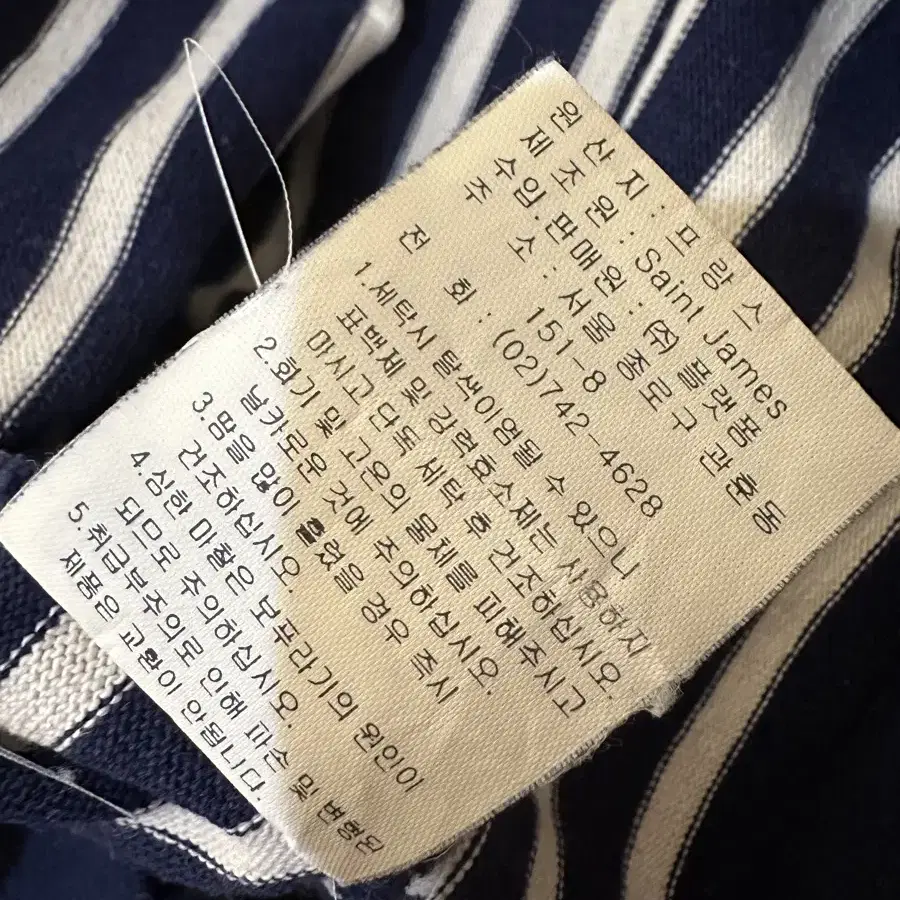 원 산 지 : 프 랑 스
제 조 원 : Saint James
수입.판매원 : ㈜ 플랫폼
주 소 : 서울 종로구 관훈동
151-8
전 화 : (02)742-4628
1.세탁시 탈색이염될 수 있으니
표백제 및 강력효소제는 사용하지
마시고 단독 세탁 후 건조하십시오.
2.화기 및 고온의 물체를 피해주시고
날카로운 것에 주의하십시오.
3.땀을 많이 흘렸을 경우 즉시
건조하십시오.
4.심한 마찰은 보푸라기의 원인이
되므로 주의하십시오.
5.취급부주의로 인해 파손 및 변형된
제품은 교환이 안됩니다.